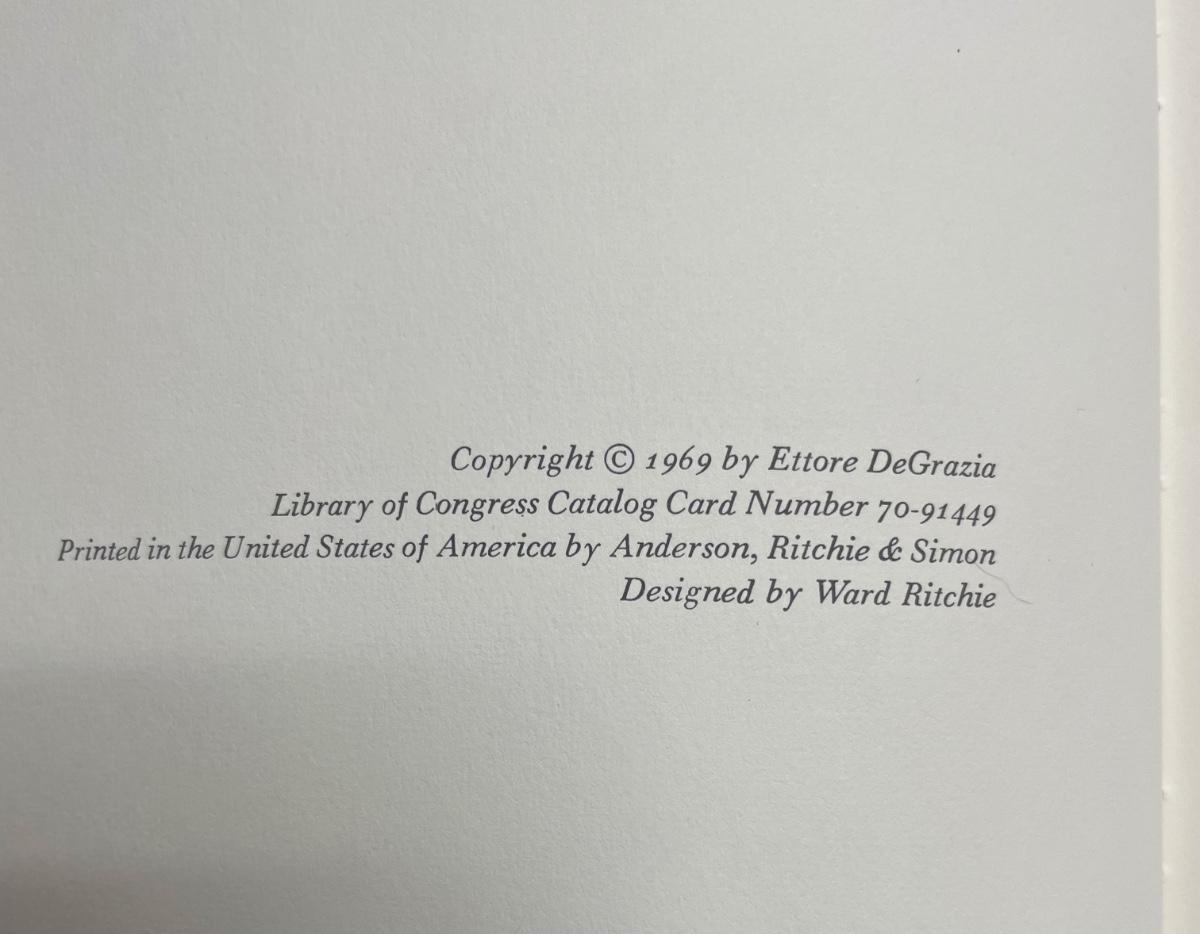 Copyright © 1969 by Ettore DeGrazia
Library of Congress Catalog Card Number 70-91449
Printed in the United States of America by Anderson, Ritchie & Simon
Designed by Ward Ritchie